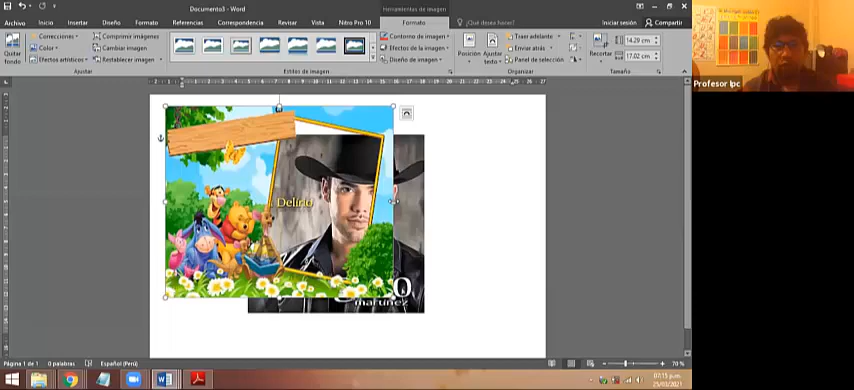 Documento3 - Word
Herramientas de imagen
Archivo Inicio Insertar Diseño Formato Referencias Correspondencia Revisar Vista Nitro Pro 10 Formato ¿Qué desea hacer? Iniciar sesión Compartir
Quitar fondo
Correcciones
Color
Efectos artísticos
Comprimir imágenes
Cambiar imagen
Restablecer imagen
Contorno de imagen
Efectos de la imagen
Diseño de imagen
Posición
Ajustar texto
Traer adelante
Enviar atrás
Panel de selección
Recortar
14.29 cm
17.02 cm
Ajustar
Estilos de imagen
Organizar
Tamaño
Profesor Ipc
Delirio
martinez
Página 1 de 1 0 palabras Español (Perú)
70 %
07:15 p.m.
25/03/2021